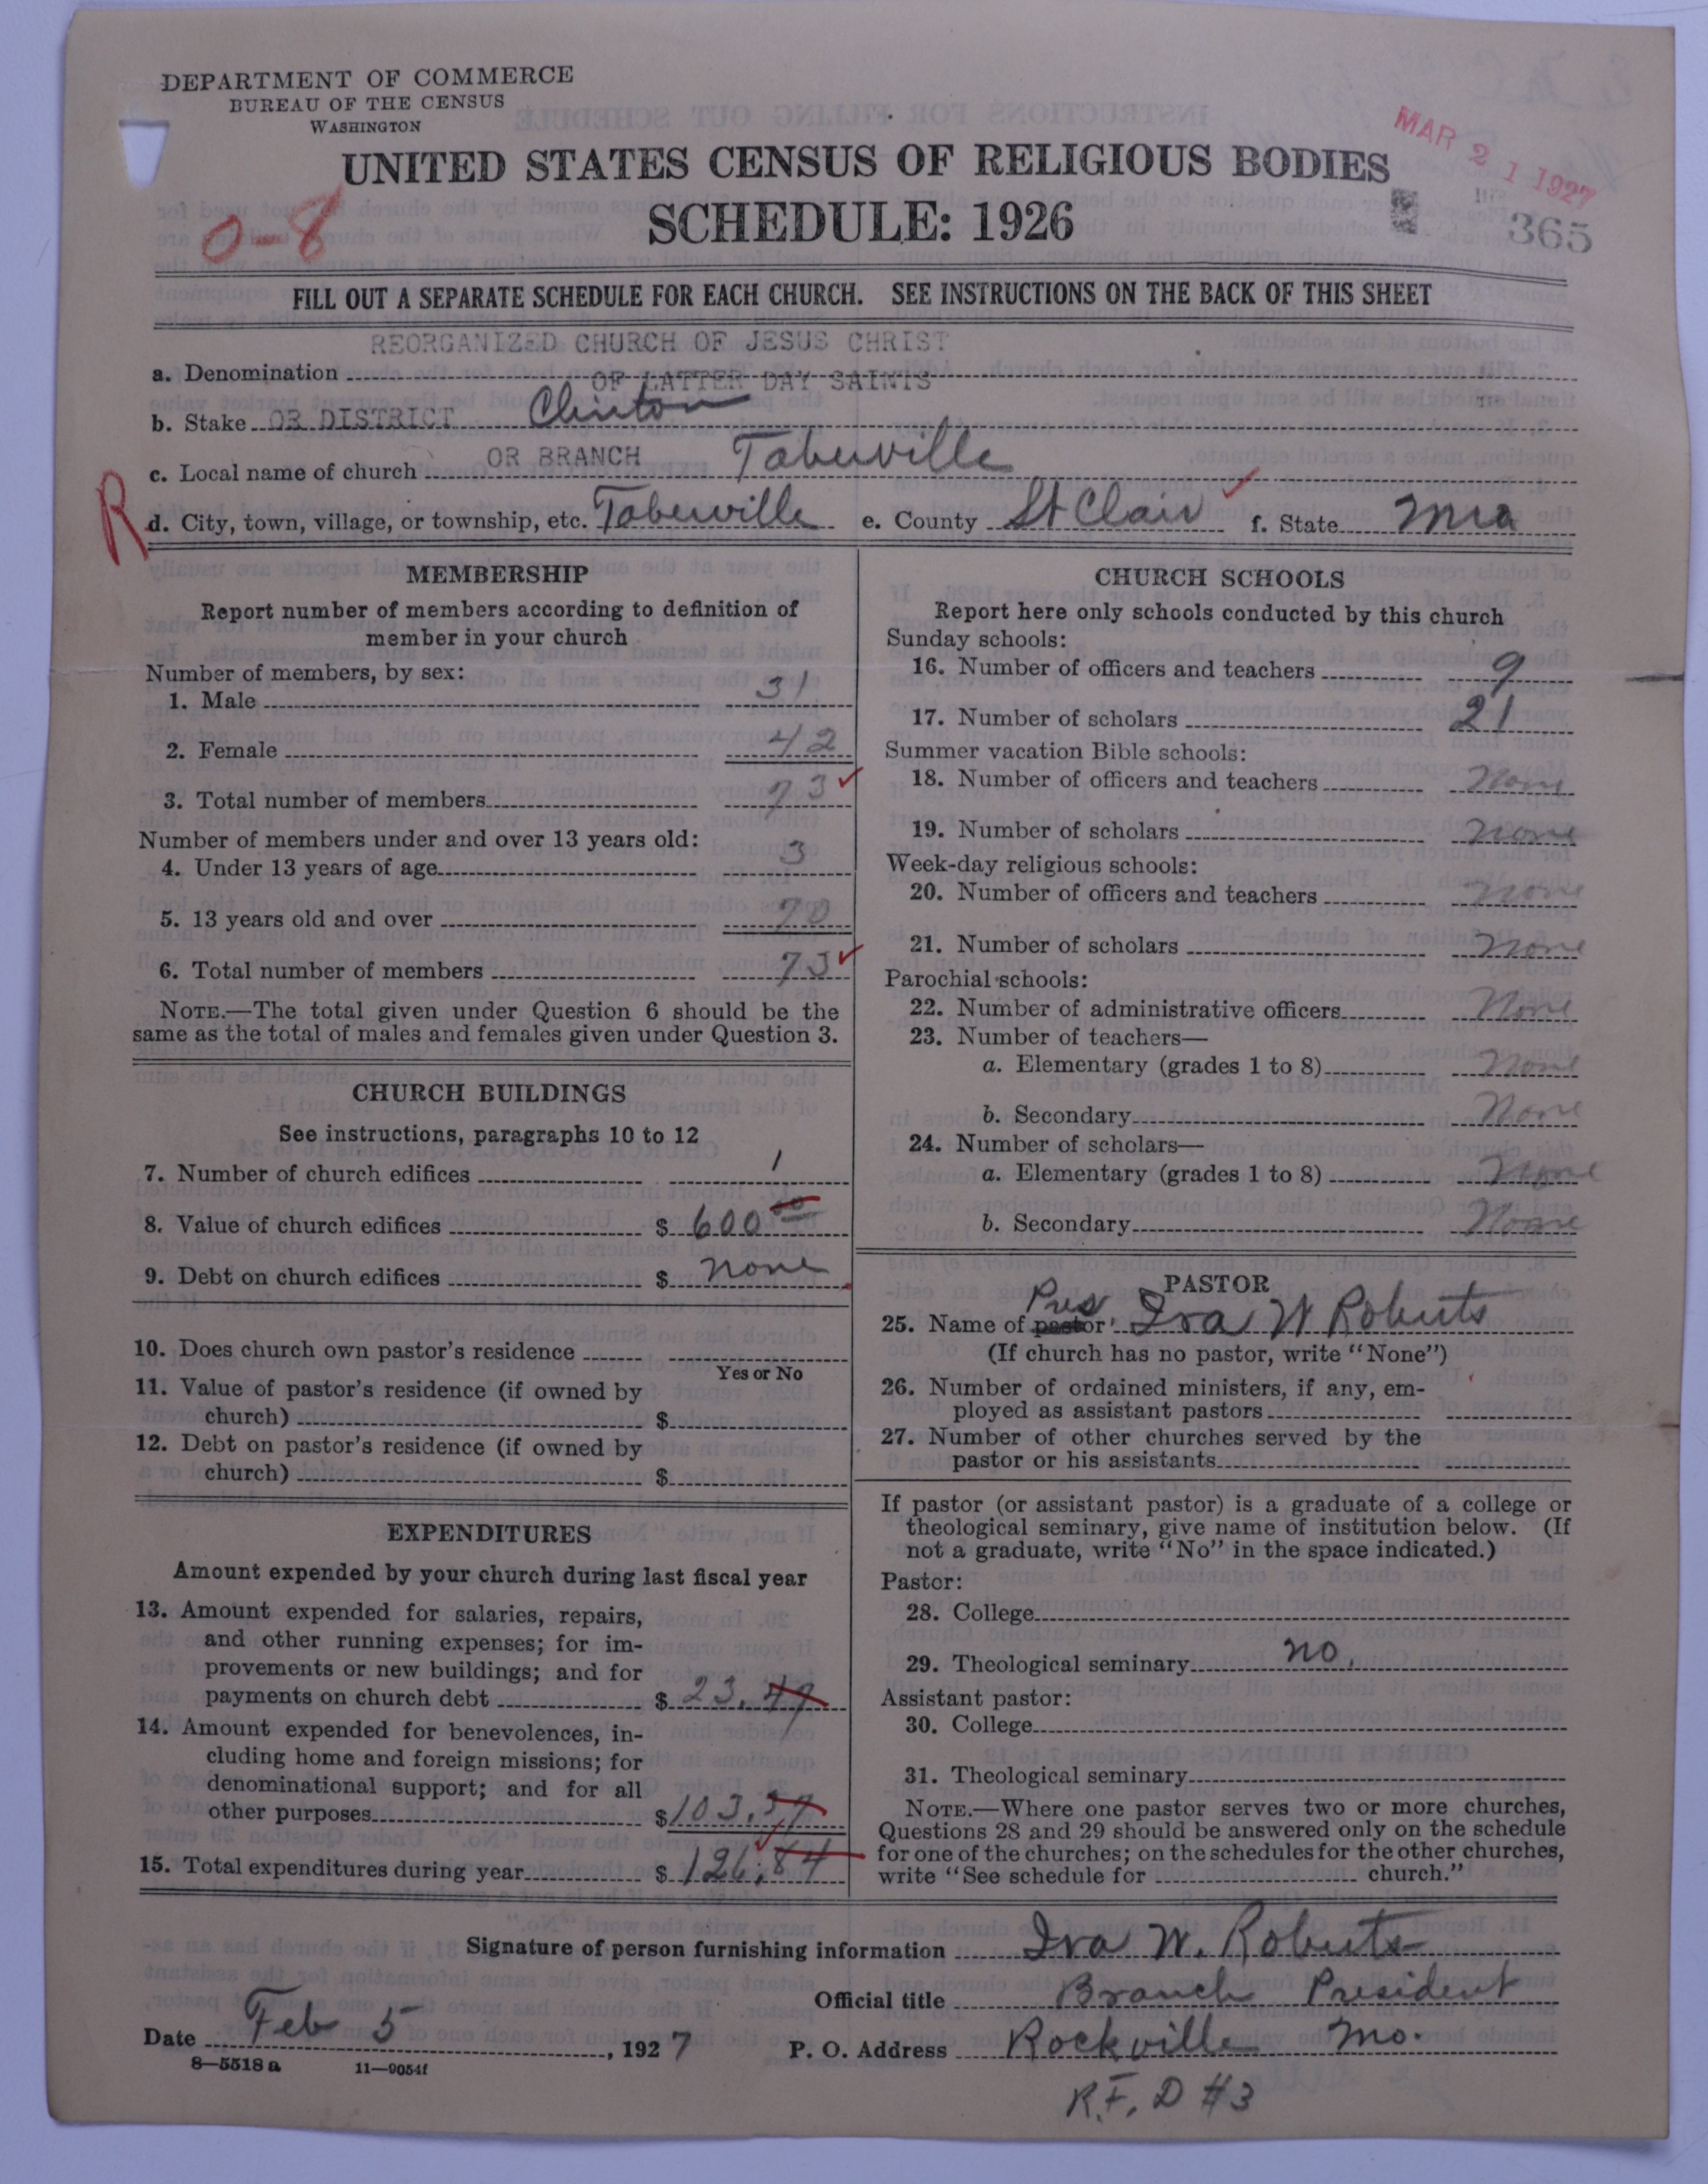 DEPARTMENT OF COMMERCE
BUREAU OF THE CENSUS
WASHINGTON
UNITED STATES CENSUS OF RELIGIOUS BODIES
SCHEDULE: 1926
MAR 21 1927
365
0-8
FILL OUT A SEPARATE SCHEDULE FOR EACH CHURCH. SEE INSTRUCTIONS ON THE BACK OF THIS SHEET
REORGANIZED CHURCH OF JESUS CHRIST
a. Denomination OF LATTER DAY SAINTS
b. Stake OR DISTRICT Clinton
c. Local name of church OR BRANCH Taberville
R
d. City, town, village, or township, etc. Taberville e. County St Clair f. State Mo
MEMBERSHIP
Report number of members according to definition of
member in your church
Number of members, by sex:
1. Male 31
2. Female 42
3. Total number of members 73
Number of members under and over 13 years old:
4. Under 13 years of age 3
5. 13 years old and over 70
6. Total number of members 73
NOTE.—The total given under Question 6 should be the
same as the total of males and females given under Question 3.
CHURCH BUILDINGS
See instructions, paragraphs 10 to 12
7. Number of church edifices 1
8. Value of church edifices $ 600 00
9. Debt on church edifices $ none
10. Does church own pastor's residence
Yes or No
11. Value of pastor's residence (if owned by
church) $
12. Debt on pastor's residence (if owned by
church) $
EXPENDITURES
Amount expended by your church during last fiscal year
13. Amount expended for salaries, repairs,
and other running expenses; for im-
provements or new buildings; and for
payments on church debt $ 23.47
14. Amount expended for benevolences, in-
cluding home and foreign missions; for
denominational support; and for all
other purposes $ 103.37
15. Total expenditures during year $ 126.84
CHURCH SCHOOLS
Report here only schools conducted by this church
Sunday schools:
16. Number of officers and teachers 9
17. Number of scholars 21
Summer vacation Bible schools:
18. Number of officers and teachers None
19. Number of scholars None
Week-day religious schools:
20. Number of officers and teachers None
21. Number of scholars None
Parochial schools:
22. Number of administrative officers None
23. Number of teachers—
a. Elementary (grades 1 to 8) None
b. Secondary None
24. Number of scholars—
a. Elementary (grades 1 to 8) None
b. Secondary None
PASTOR
Pres
25. Name of pastor Ira W Roberts
(If church has no pastor, write "None")
26. Number of ordained ministers, if any, em-
ployed as assistant pastors
27. Number of other churches served by the
pastor or his assistants
If pastor (or assistant pastor) is a graduate of a college or
theological seminary, give name of institution below. (If
not a graduate, write "No" in the space indicated.)
Pastor:
28. College
29. Theological seminary no.
Assistant pastor:
30. College
31. Theological seminary
NOTE.—Where one pastor serves two or more churches,
Questions 28 and 29 should be answered only on the schedule
for one of the churches; on the schedules for the other churches,
write "See schedule for church."
Signature of person furnishing information Ira W. Roberts
Official title Branch President
Date Feb 5, 1927 P. O. Address Rockville Mo.
8—5518 a 11—9054f
R.F.D #3